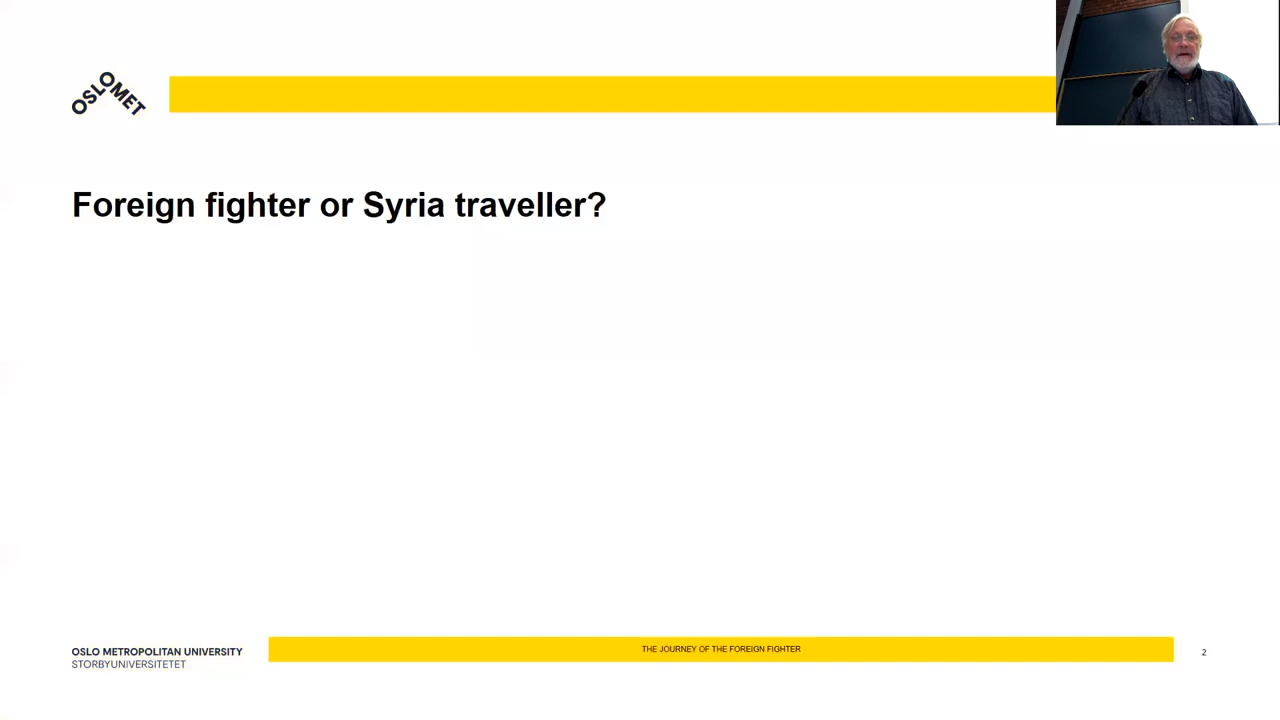 OSLOMET
Foreign fighter or Syria traveller?
OSLO METROPOLITAN UNIVERSITY
STORBYUNIVERSITETET
THE JOURNEY OF THE FOREIGN FIGHTER
2